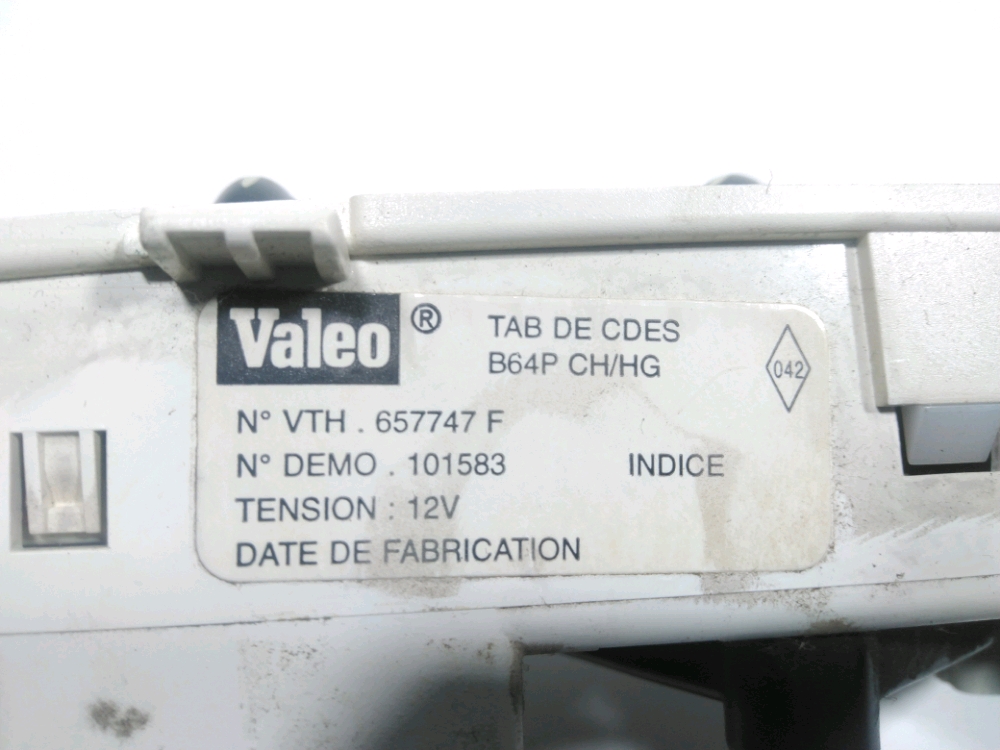 Valeo ® TAB DE CDES
B64P CH/HG
042
N° VTH . 657747 F
N° DEMO . 101583 INDICE
TENSION : 12V
DATE DE FABRICATION